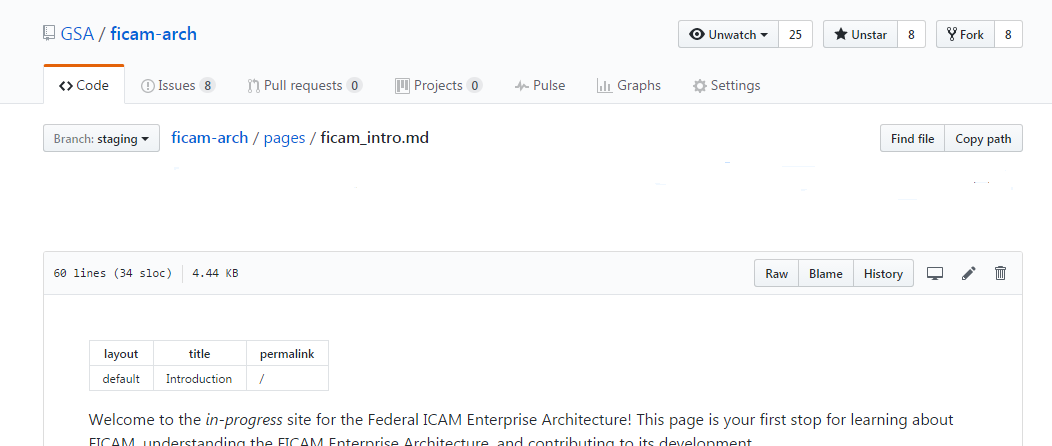 GSA / ficam-arch Unwatch 25 Unstar 8 Fork 8
Code Issues 8 Pull requests 0 Projects 0 Pulse Graphs Settings
Branch: staging ficam-arch / pages / ficam_intro.md Find file Copy path
60 lines (34 sloc) 4.44 KB Raw Blame History
layout title permalink
default Introduction /
Welcome to the in-progress site for the Federal ICAM Enterprise Architecture! This page is your first stop for learning about
FICAM, understanding the FICAM Enterprise Architecture, and contributing to its development.